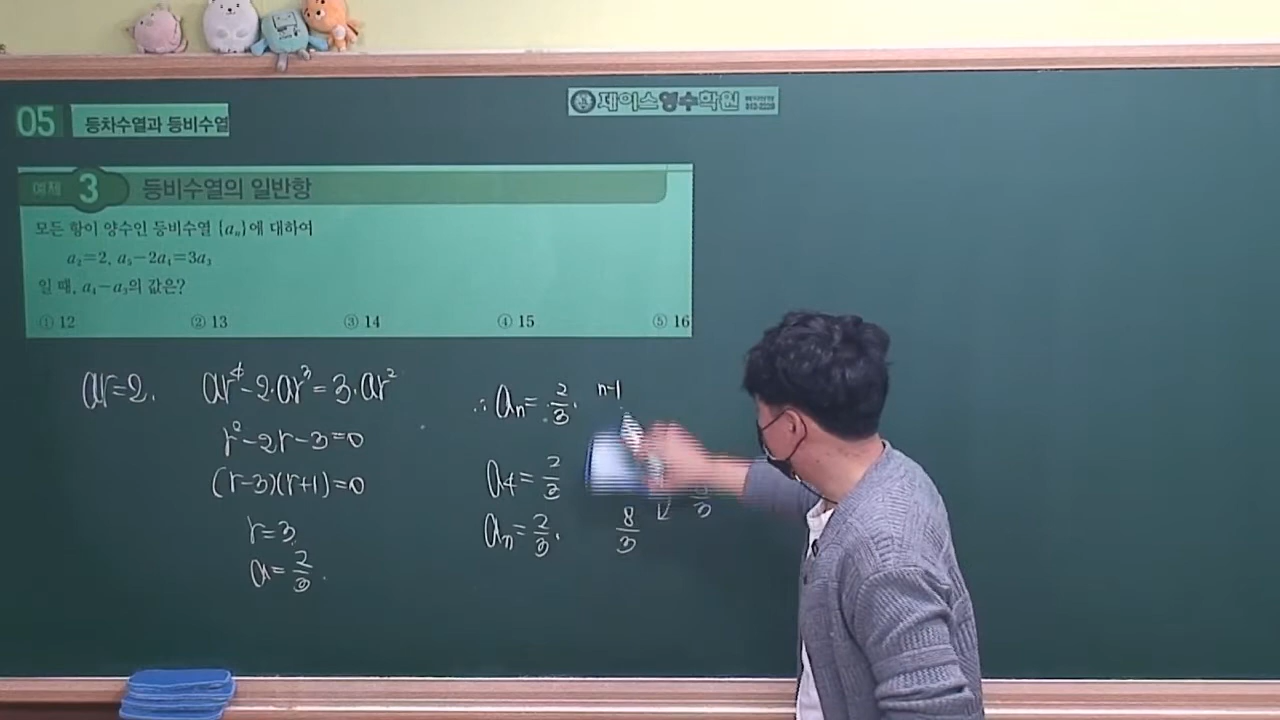 제이스영수학원
05 등차수열과 등비수열
예제 3 등비수열의 일반항
모든 항이 양수인 등비수열 {aₙ}에 대하여
a₂=2, a₅−2a₄=3a₃
일 때, a₄−a₃의 값은?
① 12 ② 13 ③ 14 ④ 15 ⑤ 16
ar=2.
ar⁴−2·ar³=3·ar²
r²−2r−3=0
(r−3)(r+1)=0
r=3
a=2/3.
∴ aₙ=2/3· n-1
a₄=2/3
aₙ=2/3· 8/3